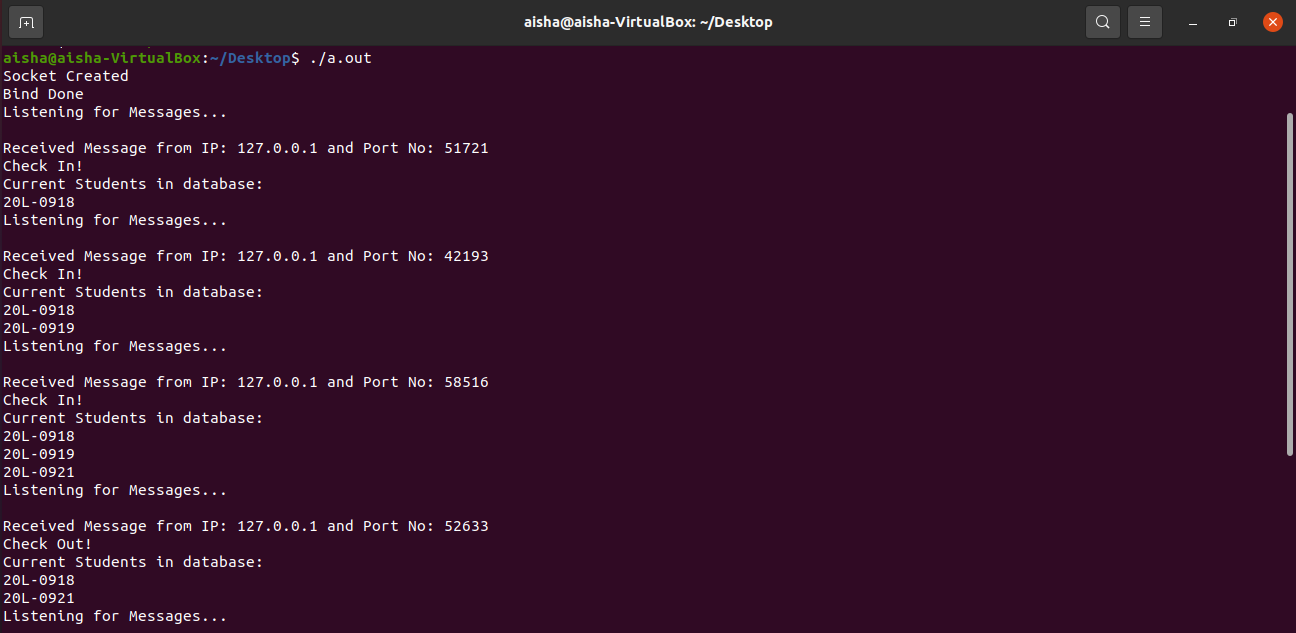 aisha@aisha-VirtualBox: ~/Desktop
aisha@aisha-VirtualBox:~/Desktop$ ./a.out
Socket Created
Bind Done
Listening for Messages...
Received Message from IP: 127.0.0.1 and Port No: 51721
Check In!
Current Students in database:
20L-0918
Listening for Messages...
Received Message from IP: 127.0.0.1 and Port No: 42193
Check In!
Current Students in database:
20L-0918
20L-0919
Listening for Messages...
Received Message from IP: 127.0.0.1 and Port No: 58516
Check In!
Current Students in database:
20L-0918
20L-0919
20L-0921
Listening for Messages...
Received Message from IP: 127.0.0.1 and Port No: 52633
Check Out!
Current Students in database:
20L-0918
20L-0921
Listening for Messages...